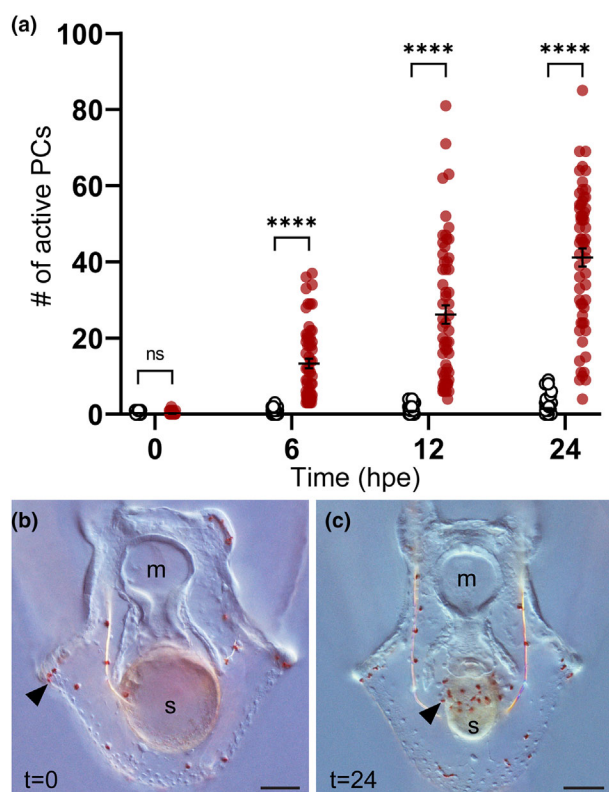 (a)
100
80
60
40
20
0
# of active PCs
ns
****
****
****
0 6 12 24
Time (hpe)
(b)
m
s
t=0
(c)
m
s
t=24